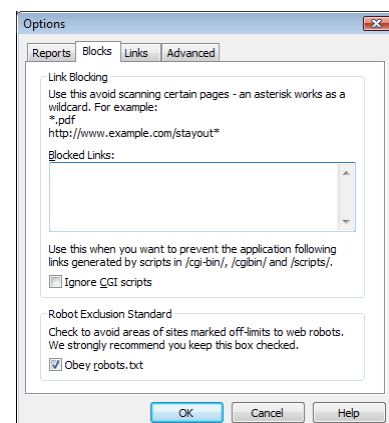 Options
Reports Blocks Links Advanced
Link Blocking
Use this avoid scanning certain pages - an asterisk works as a
wildcard. For example:
*.pdf
http://www.example.com/stayout*
Blocked Links:
Use this when you want to prevent the application following
links generated by scripts in /cgi-bin/, /cgibin/ and /scripts/.
Ignore CGI scripts
Robot Exclusion Standard
Check to avoid areas of sites marked off-limits to web robots.
We strongly recommend you keep this box checked.
Obey robots.txt
OK Cancel Help